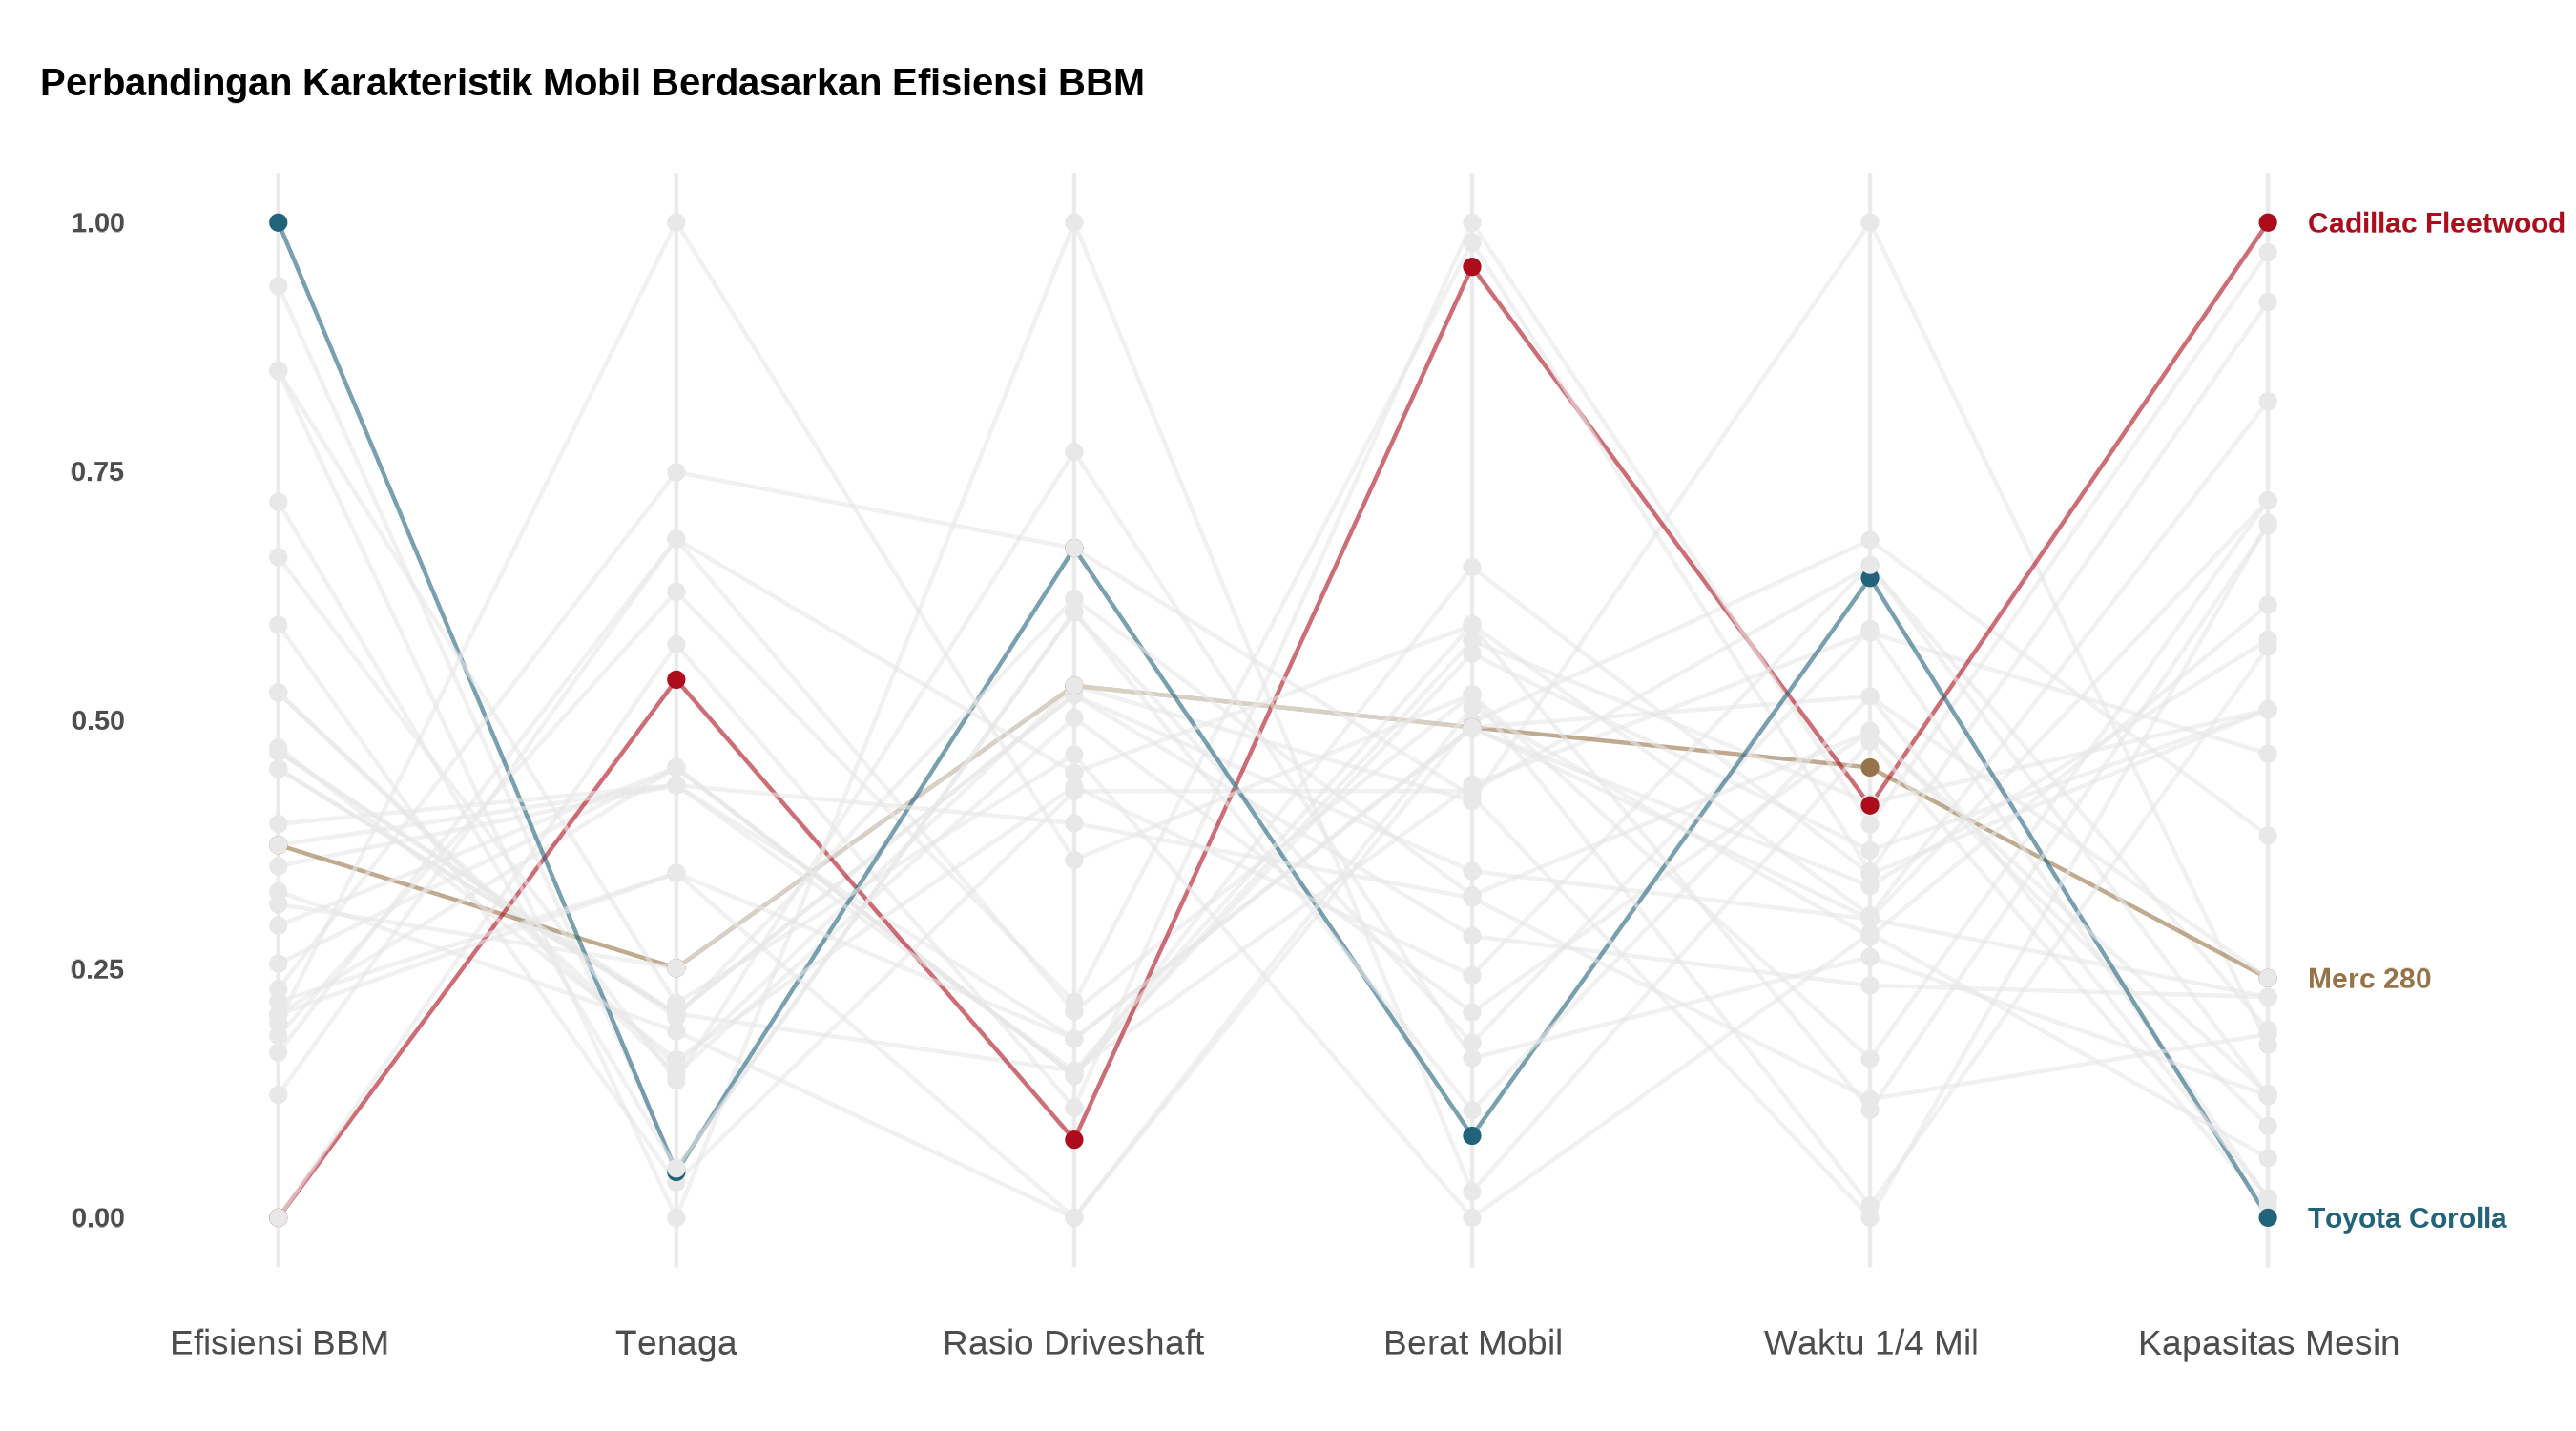 Perbandingan Karakteristik Mobil Berdasarkan Efisiensi BBM
1.00
0.75
0.50
0.25
0.00
Cadillac Fleetwood
Merc 280
Toyota Corolla
Efisiensi BBM
Tenaga
Rasio Driveshaft
Berat Mobil
Waktu 1/4 Mil
Kapasitas Mesin